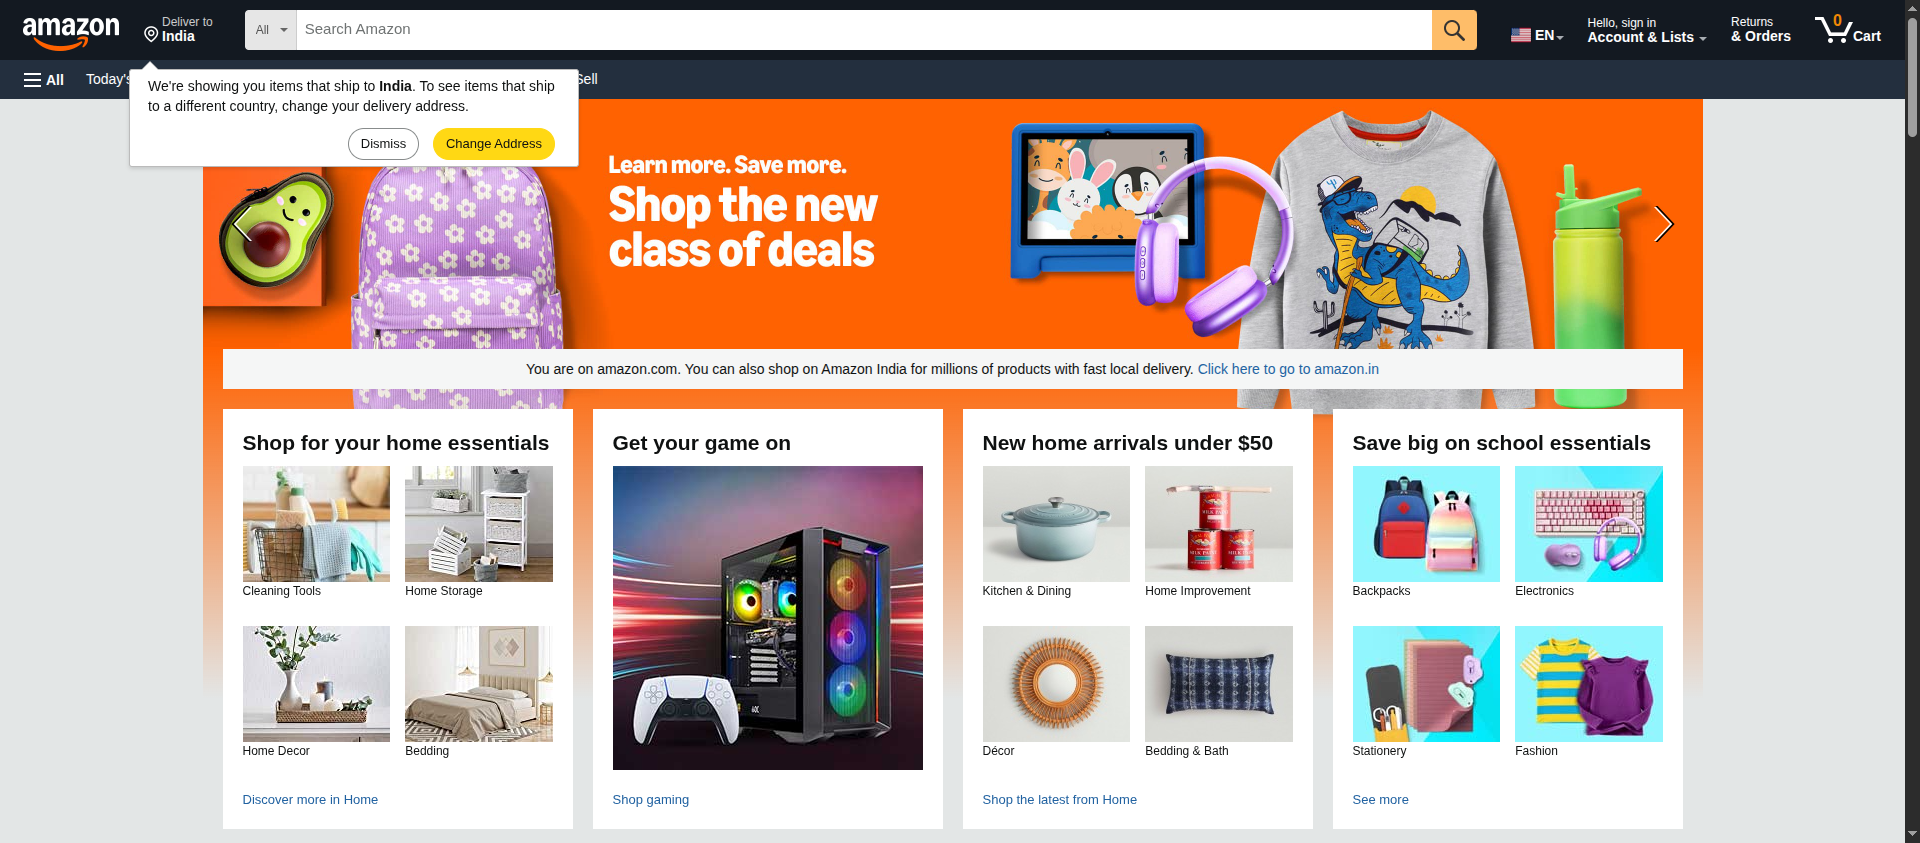 amazon
Deliver to
India
All
Search Amazon
EN
Hello, sign in
Account & Lists
Returns
& Orders
0
Cart
All
Today's
Sell
We're showing you items that ship to India. To see items that ship
to a different country, change your delivery address.
Dismiss
Change Address
Learn more. Save more.
Shop the new
class of deals
You are on amazon.com. You can also shop on Amazon India for millions of products with fast local delivery. Click here to go to amazon.in
Shop for your home essentials
Cleaning Tools
Home Storage
Home Decor
Bedding
Discover more in Home
Get your game on
Shop gaming
New home arrivals under $50
Kitchen & Dining
MILK PAINT
Home Improvement
Décor
Bedding & Bath
Shop the latest from Home
Save big on school essentials
Backpacks
Electronics
Stationery
Fashion
See more